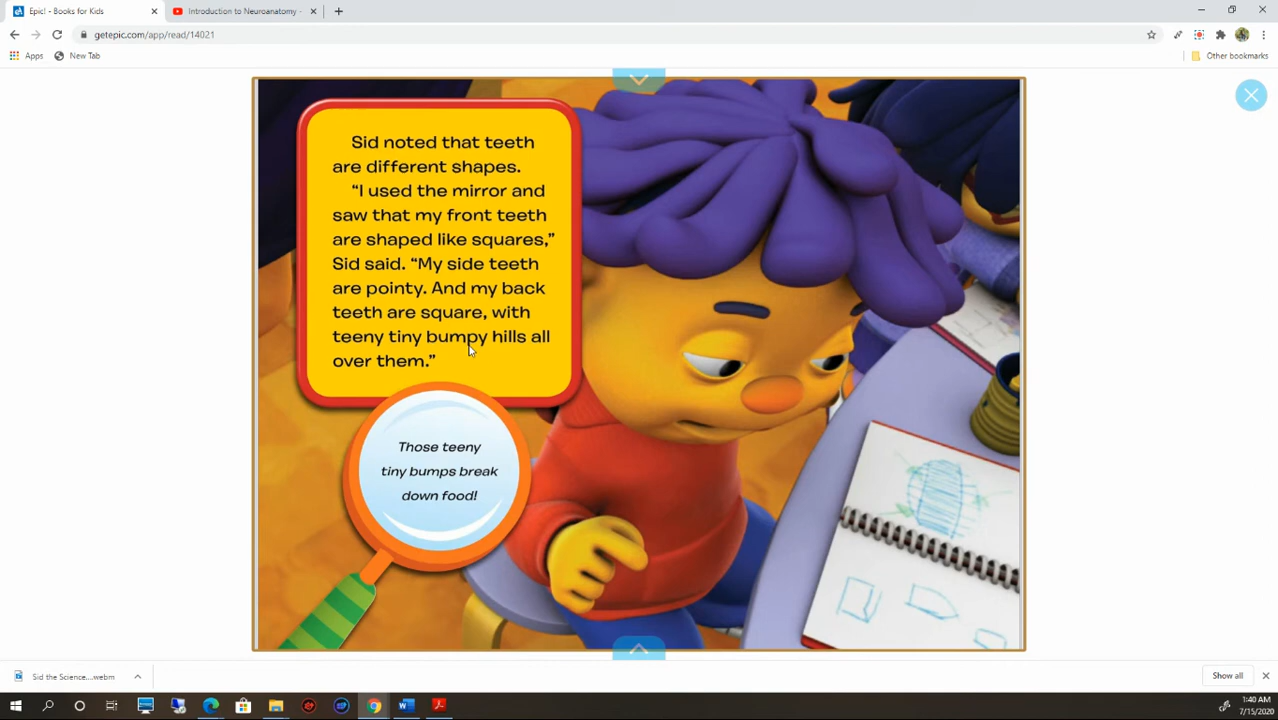 Epic! - Books for Kids
Introduction to Neuroanatomy -
getepic.com/app/read/14021
Apps
New Tab
Other bookmarks
Sid noted that teeth
are different shapes.
“I used the mirror and
saw that my front teeth
are shaped like squares,”
Sid said. “My side teeth
are pointy. And my back
teeth are square, with
teeny tiny bumpy hills all
over them.”
Those teeny
tiny bumps break
down food!
Sid the Science....webm
Show all
1:40 AM
7/15/2020